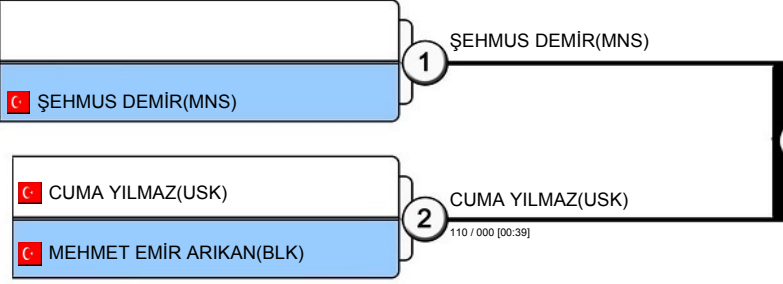 ŞEHMUS DEMİR(MNS)
1
ŞEHMUS DEMİR(MNS)
CUMA YILMAZ(USK)
2
CUMA YILMAZ(USK)
110 / 000 [00:39]
MEHMET EMİR ARIKAN(BLK)